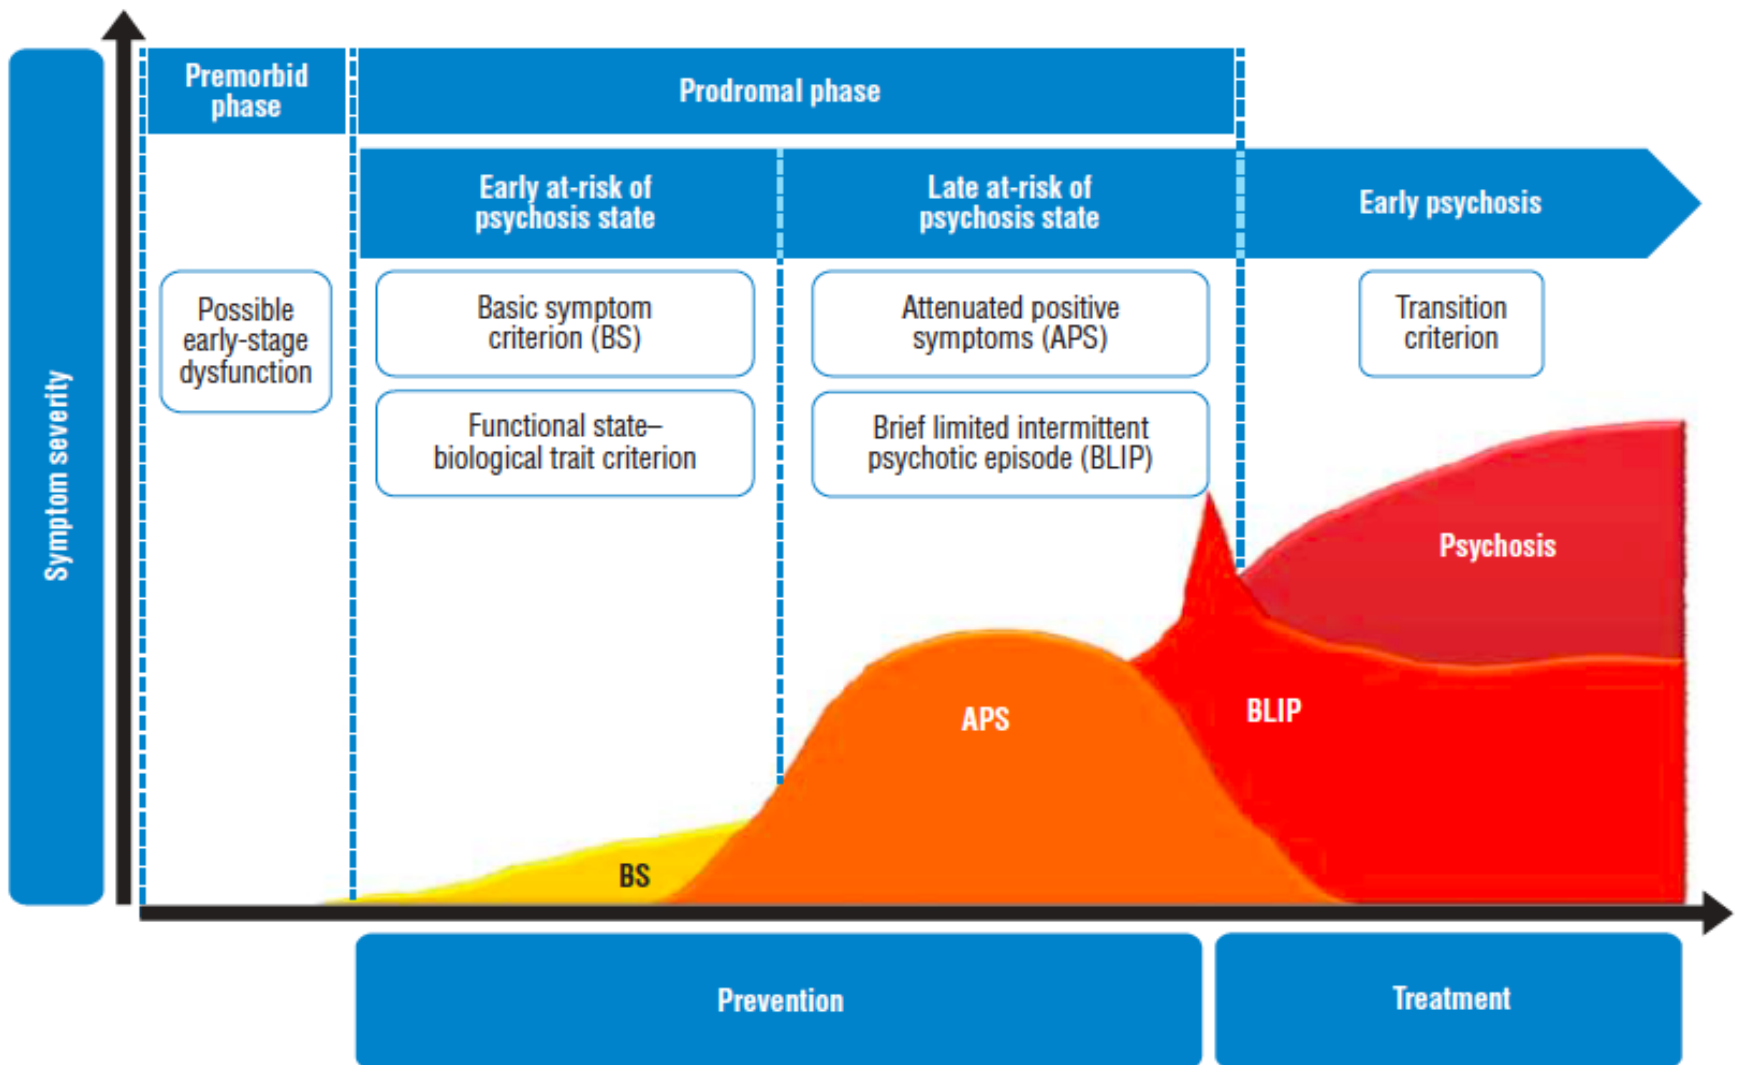 Symptom severity
Premorbid
phase
Prodromal phase
Early at-risk of
psychosis state
Late at-risk of
psychosis state
Early psychosis
Possible
early-stage
dysfunction
Basic symptom
criterion (BS)
Functional state–
biological trait criterion
Attenuated positive
symptoms (APS)
Brief limited intermittent
psychotic episode (BLIP)
Transition
criterion
Psychosis
APS
BLIP
BS
Prevention
Treatment